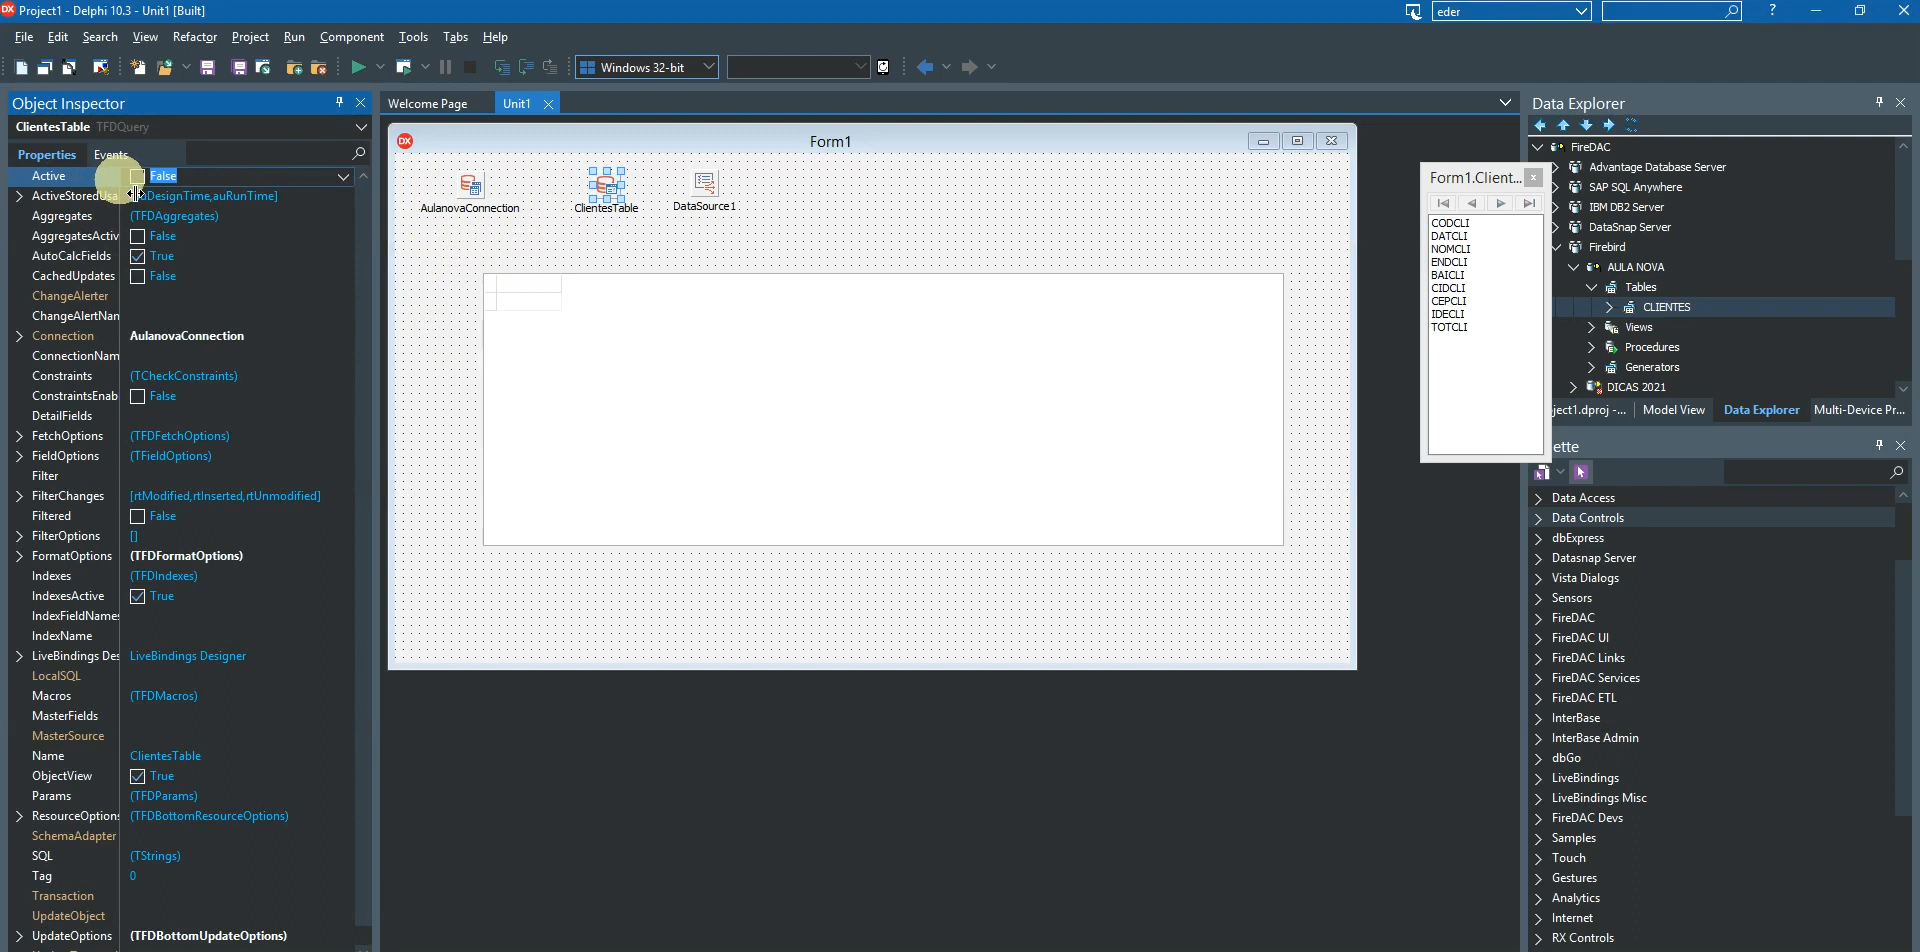 Project1 - Delphi 10.3 - Unit1 [Built]
eder
?
File Edit Search View Refactor Project Run Component Tools Tabs Help
Windows 32-bit
Object Inspector
ClientesTable TFDQuery
Properties Events
Active False
ActiveStoredUsa DesignTime,auRunTime]
Aggregates (TFDAggregates)
AggregatesActiv False
AutoCalcFields True
CachedUpdates False
ChangeAlerter
ChangeAlertNan
Connection AulanovaConnection
ConnectionNam
Constraints (TCheckConstraints)
ConstraintsEnab False
DetailFields
FetchOptions (TFDFetchOptions)
FieldOptions (TFieldOptions)
Filter
FilterChanges [rtModified,rtInserted,rtUnmodified]
Filtered False
FilterOptions []
FormatOptions (TFDFormatOptions)
Indexes (TFDIndexes)
IndexesActive True
IndexFieldNames
IndexName
LiveBindings Des LiveBindings Designer
LocalSQL
Macros (TFDMacros)
MasterFields
MasterSource
Name ClientesTable
ObjectView True
Params (TFDParams)
ResourceOptions (TFDBottomResourceOptions)
SchemaAdapter
SQL (TStrings)
Tag 0
Transaction
UpdateObject
UpdateOptions (TFDBottomUpdateOptions)
Welcome Page Unit1
DX
Form1
AulanovaConnection ClientesTable DataSource1
Form1.Client...
CODCLI
DATCLI
NOMCLI
ENDCLI
BAICLI
CIDCLI
CEPCLI
IDECLI
TOTCLI
Data Explorer
FireDAC
Advantage Database Server
SAP SQL Anywhere
IBM DB2 Server
DataSnap Server
Firebird
AULA NOVA
Tables
CLIENTES
Views
Procedures
Generators
DICAS 2021
ject1.dproj -... Model View Data Explorer Multi-Device Pr...
ette
Data Access
Data Controls
dbExpress
Datasnap Server
Vista Dialogs
Sensors
FireDAC
FireDAC UI
FireDAC Links
FireDAC Services
FireDAC ETL
InterBase
InterBase Admin
dbGo
LiveBindings
LiveBindings Misc
FireDAC Devs
Samples
Touch
Gestures
Analytics
Internet
RX Controls